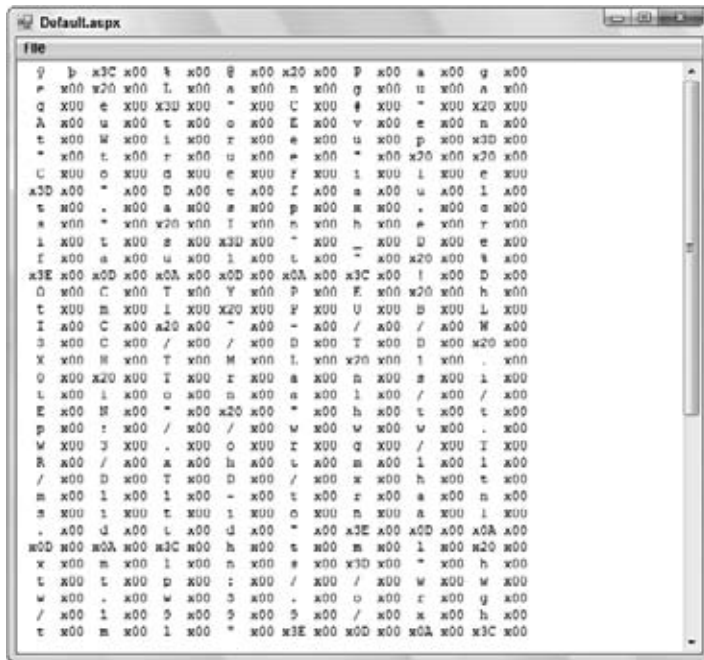 Default.aspx
File
ÿ þ x3C x00 % x00 @ x00 x20 x00 P x00 a x00 g x00
e x00 x20 x00 L x00 a x00 n x00 g x00 u x00 a x00
g x00 e x00 x3D x00 " x00 C x00 # x00 " x00 x20 x00
A x00 u x00 t x00 o x00 E x00 v x00 e x00 n x00
t x00 W x00 i x00 r x00 e x00 u x00 p x00 x3D x00
" x00 t x00 r x00 u x00 e x00 " x00 x20 x00 x20 x00
C x00 o x00 d x00 e x00 F x00 i x00 l x00 e x00
x3D x00 " x00 D x00 e x00 f x00 a x00 u x00 l x00
t x00 . x00 a x00 s x00 p x00 x x00 . x00 c x00
s x00 " x00 x20 x00 I x00 n x00 h x00 e x00 r x00
i x00 t x00 s x00 x3D x00 " x00 _ x00 D x00 e x00
f x00 a x00 u x00 l x00 t x00 " x00 x20 x00 % x00
x3E x00 x0D x00 x0A x00 x0D x00 x0A x00 x3C x00 ! x00 D x00
O x00 C x00 T x00 Y x00 P x00 E x00 x20 x00 h x00
t x00 m x00 l x00 x20 x00 P x00 U x00 B x00 L x00
I x00 C x00 x20 x00 " x00 - x00 / x00 / x00 W x00
3 x00 C x00 / x00 / x00 D x00 T x00 D x00 x20 x00
X x00 H x00 T x00 M x00 L x00 x20 x00 1 x00 . x00
0 x00 x20 x00 T x00 r x00 a x00 n x00 s x00 i x00
t x00 i x00 o x00 n x00 a x00 l x00 / x00 / x00
E x00 N x00 " x00 x20 x00 " x00 h x00 t x00 t x00
p x00 : x00 / x00 / x00 w x00 w x00 w x00 . x00
w x00 3 x00 . x00 o x00 r x00 g x00 / x00 T x00
R x00 / x00 x x00 h x00 t x00 m x00 l x00 1 x00
/ x00 D x00 T x00 D x00 / x00 x x00 h x00 t x00
m x00 l x00 1 x00 - x00 t x00 r x00 a x00 n x00
s x00 i x00 t x00 i x00 o x00 n x00 a x00 l x00
. x00 d x00 t x00 d x00 " x00 x3E x00 x0D x00 x0A x00
x0D x00 x0A x00 x3C x00 h x00 t x00 m x00 l x00 x20 x00
x x00 m x00 l x00 n x00 s x00 x3D x00 " x00 h x00
t x00 t x00 p x00 : x00 / x00 / x00 w x00 w x00
w x00 . x00 w x00 3 x00 . x00 o x00 r x00 g x00
/ x00 1 x00 9 x00 9 x00 9 x00 / x00 x x00 h x00
t x00 m x00 l x00 " x00 x3E x00 x0D x00 x0A x00 x3C x00